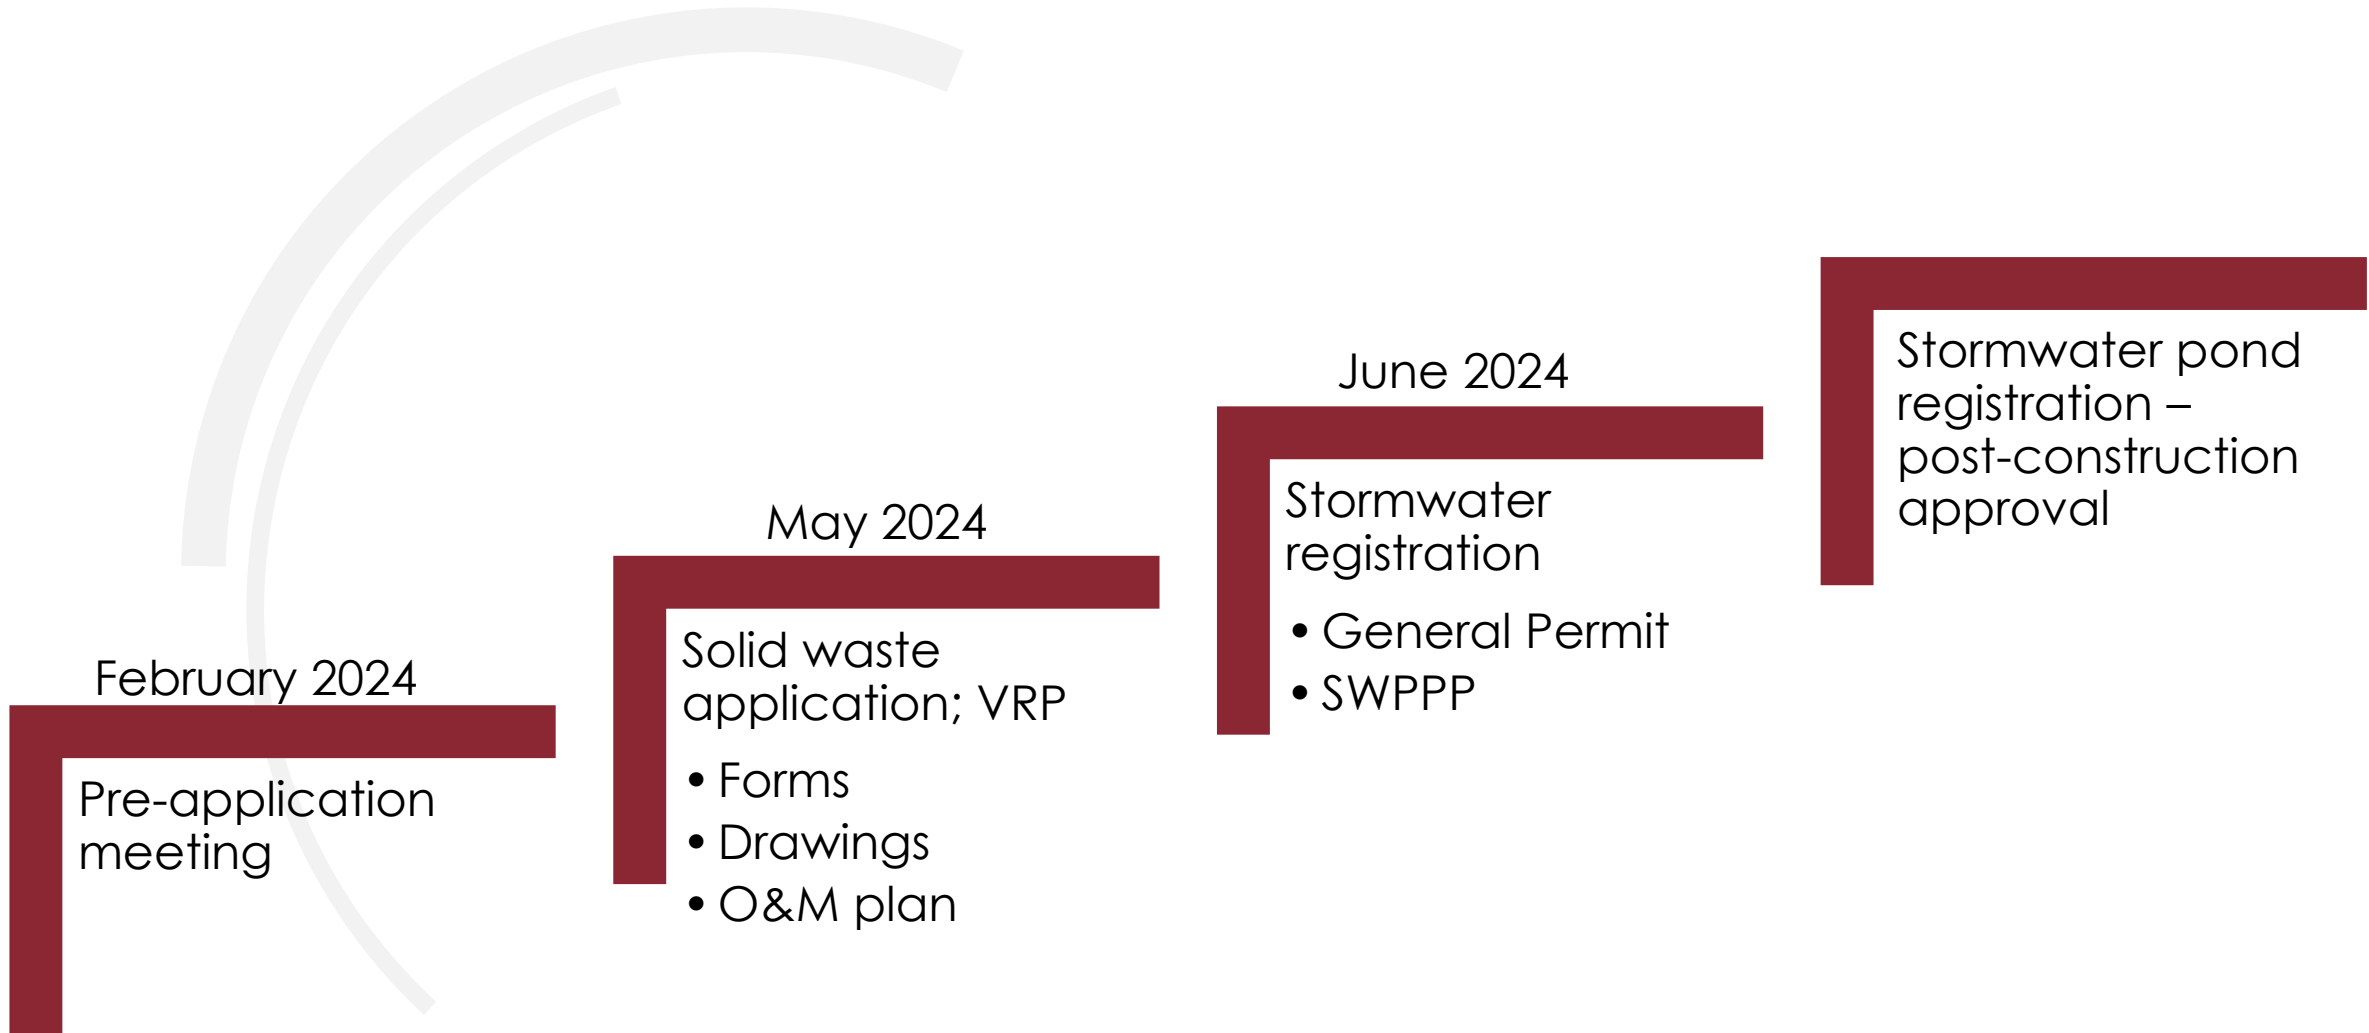 February 2024
Pre-application
meeting
May 2024
Solid waste
application; VRP
• Forms
• Drawings
• O&M plan
June 2024
Stormwater
registration
• General Permit
• SWPPP
Stormwater pond
registration –
post-construction
approval